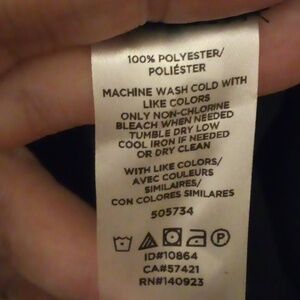 100% POLYESTER/
POLIÉSTER
MACHINE WASH COLD WITH
LIKE COLORS
ONLY NON-CHLORINE
BLEACH WHEN NEEDED
TUMBLE DRY LOW
COOL IRON IF NEEDED
OR DRY CLEAN
WITH LIKE COLORS/
AVEC COULEURS
SIMILAIRES/
CON COLORES SIMILARES
505734
P
ID#10864
CA#57421
RN#140923